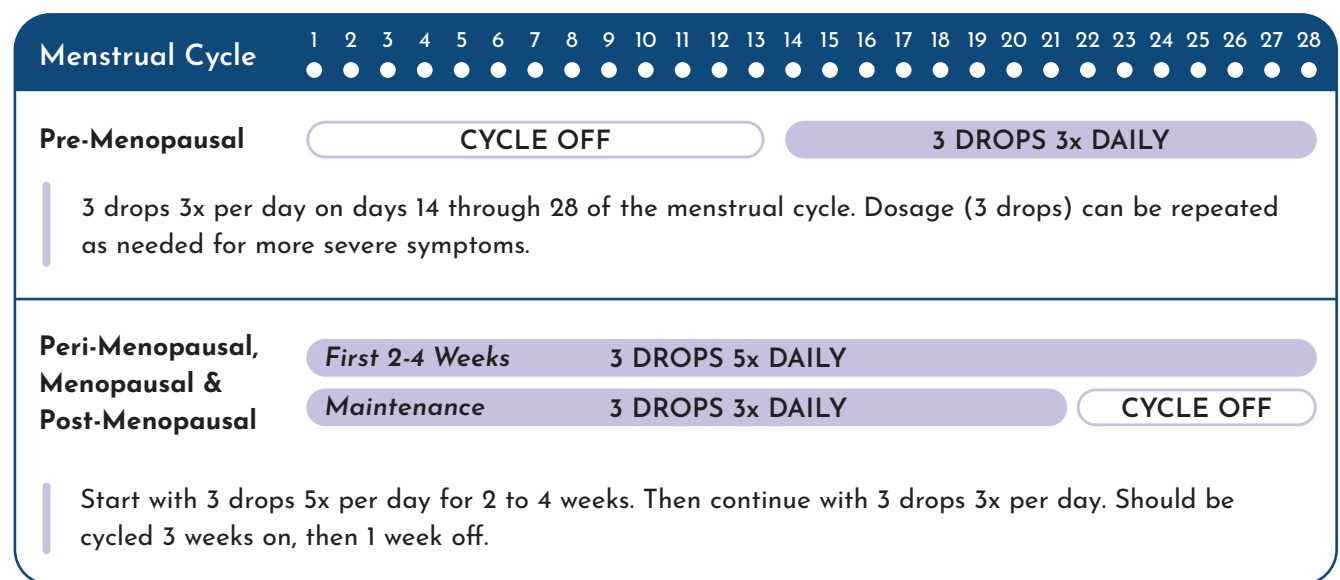 Menstrual Cycle 1 2 3 4 5 6 7 8 9 10 11 12 13 14 15 16 17 18 19 20 21 22 23 24 25 26 27 28
Pre-Menopausal CYCLE OFF 3 DROPS 3x DAILY
3 drops 3x per day on days 14 through 28 of the menstrual cycle. Dosage (3 drops) can be repeated
as needed for more severe symptoms.
Peri-Menopausal,
Menopausal &
Post-Menopausal
First 2-4 Weeks 3 DROPS 5x DAILY
Maintenance 3 DROPS 3x DAILY CYCLE OFF
Start with 3 drops 5x per day for 2 to 4 weeks. Then continue with 3 drops 3x per day. Should be
cycled 3 weeks on, then 1 week off.